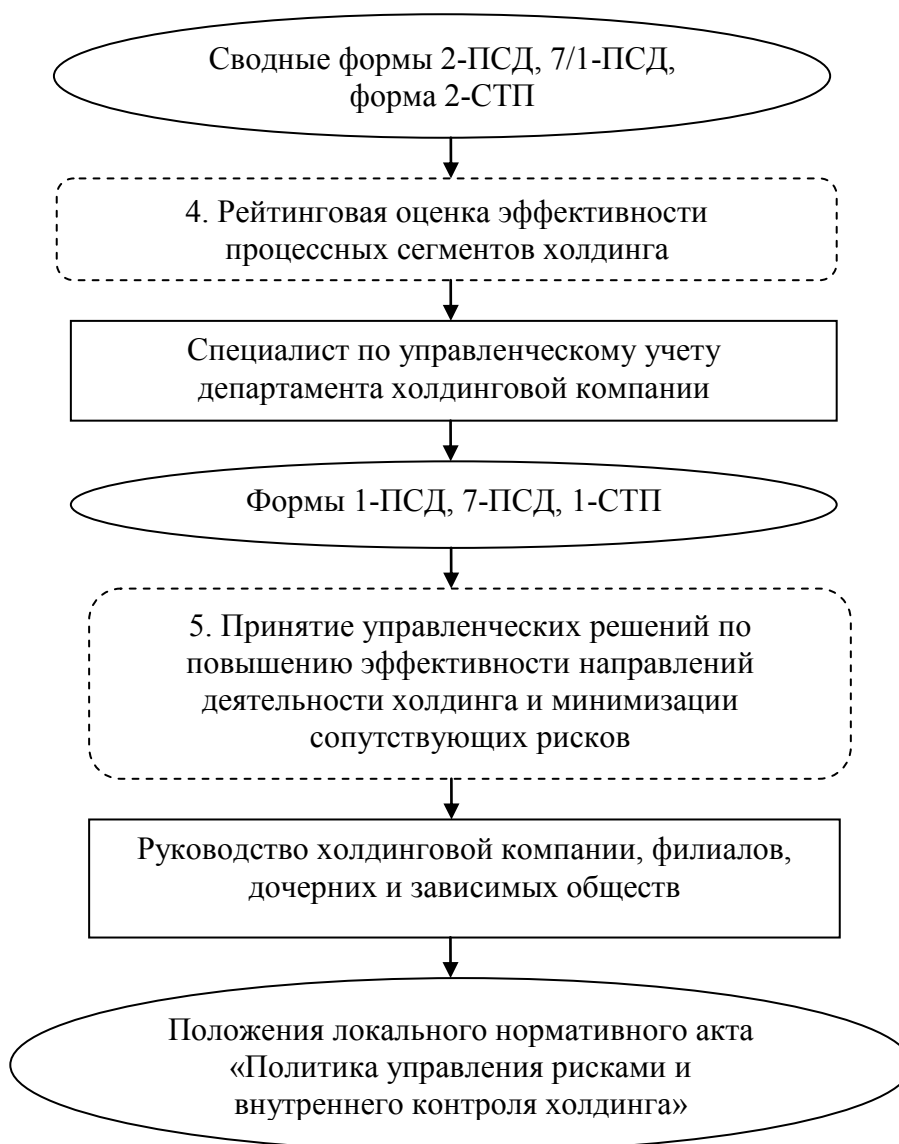 Сводные формы 2-ПСД, 7/1-ПСД,
форма 2-СТП
4. Рейтинговая оценка эффективности
процессных сегментов холдинга
Специалист по управленческому учету
департамента холдинговой компании
Формы 1-ПСД, 7-ПСД, 1-СТП
5. Принятие управленческих решений по
повышению эффективности направлений
деятельности холдинга и минимизации
сопутствующих рисков
Руководство холдинговой компании, филиалов,
дочерних и зависимых обществ
Положения локального нормативного акта
«Политика управления рисками и
внутреннего контроля холдинга»